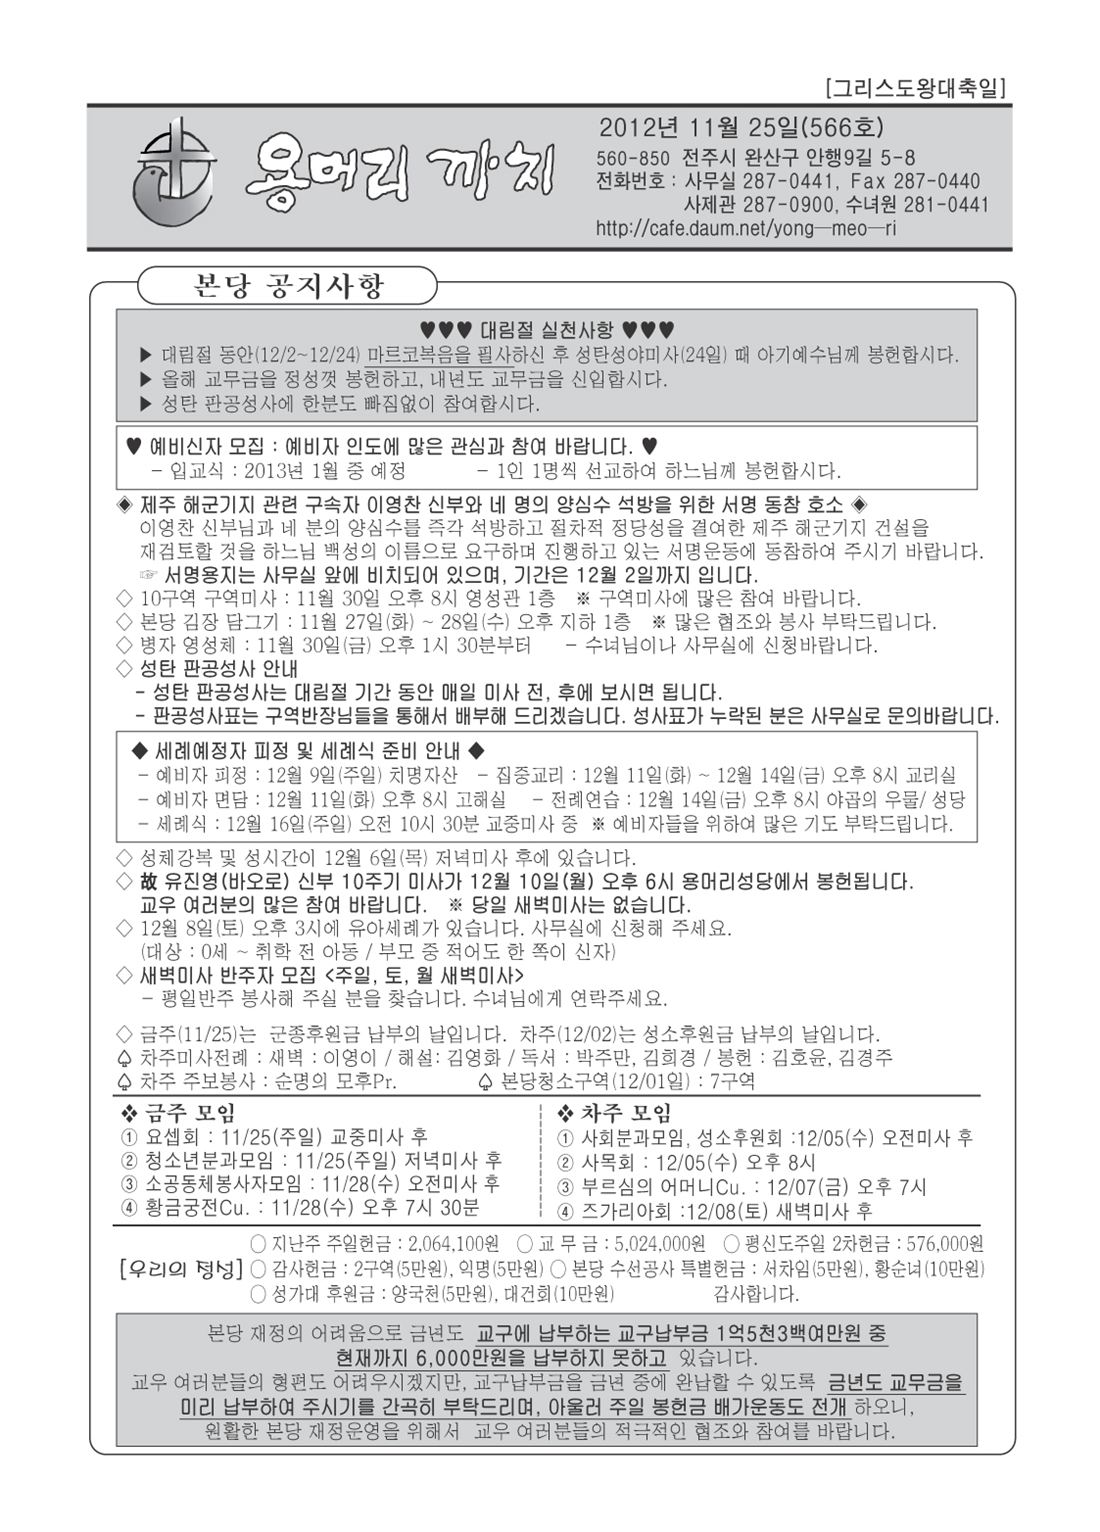 [그리스도왕대축일]
용머리 까치
2012년 11월 25일(566호)
560-850 전주시 완산구 안행9길 5-8
전화번호 : 사무실 287-0441, Fax 287-0440
사제관 287-0900, 수녀원 281-0441
http://cafe.daum.net/yong─meo─ri
본당 공지사항
♥♥♥ 대림절 실천사항 ♥♥♥
▶ 대림절 동안(12/2~12/24) 마르코복음을 필사하신 후 성탄성야미사(24일) 때 아기예수님께 봉헌합시다.
▶ 올해 교무금을 정성껏 봉헌하고, 내년도 교무금을 신입합시다.
▶ 성탄 판공성사에 한분도 빠짐없이 참여합시다.
♥ 예비신자 모집 : 예비자 인도에 많은 관심과 참여 바랍니다. ♥
- 입교식 : 2013년 1월 중 예정 - 1인 1명씩 선교하여 하느님께 봉헌합시다.
◈ 제주 해군기지 관련 구속자 이영찬 신부와 네 명의 양심수 석방을 위한 서명 동참 호소 ◈
이영찬 신부님과 네 분의 양심수를 즉각 석방하고 절차적 정당성을 결여한 제주 해군기지 건설을
재검토할 것을 하느님 백성의 이름으로 요구하며 진행하고 있는 서명운동에 동참하여 주시기 바랍니다.
☞ 서명용지는 사무실 앞에 비치되어 있으며, 기간은 12월 2일까지 입니다.
◇ 10구역 구역미사 : 11월 30일 오후 8시 영성관 1층 ※ 구역미사에 많은 참여 바랍니다.
◇ 본당 김장 담그기 : 11월 27일(화) ~ 28일(수) 오후 지하 1층 ※ 많은 협조와 봉사 부탁드립니다.
◇ 병자 영성체 : 11월 30일(금) 오후 1시 30분부터 - 수녀님이나 사무실에 신청바랍니다.
◇ 성탄 판공성사 안내
- 성탄 판공성사는 대림절 기간 동안 매일 미사 전, 후에 보시면 됩니다.
- 판공성사표는 구역반장님들을 통해서 배부해 드리겠습니다. 성사표가 누락된 분은 사무실로 문의바랍니다.
◆ 세례예정자 피정 및 세례식 준비 안내 ◆
- 예비자 피정 : 12월 9일(주일) 치명자산 - 집중교리 : 12월 11일(화) ~ 12월 14일(금) 오후 8시 교리실
- 예비자 면담 : 12월 11일(화) 오후 8시 고해실 - 전례연습 : 12월 14일(금) 오후 8시 야곱의 우물/ 성당
- 세례식 : 12월 16일(주일) 오전 10시 30분 교중미사 중 ※ 예비자들을 위하여 많은 기도 부탁드립니다.
◇ 성체강복 및 성시간이 12월 6일(목) 저녁미사 후에 있습니다.
◇ 故 유진영(바오로) 신부 10주기 미사가 12월 10일(월) 오후 6시 용머리성당에서 봉헌됩니다.
교우 여러분의 많은 참여 바랍니다. ※ 당일 새벽미사는 없습니다.
◇ 12월 8일(토) 오후 3시에 유아세례가 있습니다. 사무실에 신청해 주세요.
(대상 : 0세 ~ 취학 전 아동 / 부모 중 적어도 한 쪽이 신자)
◇ 새벽미사 반주자 모집 <주일, 토, 월 새벽미사>
- 평일반주 봉사해 주실 분을 찾습니다. 수녀님에게 연락주세요.
◇ 금주(11/25)는 군종후원금 납부의 날입니다. 차주(12/02)는 성소후원금 납부의 날입니다.
♤ 차주미사전례 : 새벽 : 이영이 / 해설: 김영화 / 독서 : 박주만, 김희경 / 봉헌 : 김호윤, 김경주
♤ 차주 주보봉사 : 순명의 모후Pr. ♤ 본당청소구역(12/01일) : 7구역
❖ 금주 모임
① 요셉회 : 11/25(주일) 교중미사 후
② 청소년분과모임 : 11/25(주일) 저녁미사 후
③ 소공동체봉사자모임 : 11/28(수) 오전미사 후
④ 황금궁전Cu. : 11/28(수) 오후 7시 30분
❖ 차주 모임
① 사회분과모임, 성소후원회 :12/05(수) 오전미사 후
② 사목회 : 12/05(수) 오후 8시
③ 부르심의 어머니Cu. : 12/07(금) 오후 7시
④ 즈가리아회 :12/08(토) 새벽미사 후
○ 지난주 주일헌금 : 2,064,100원 ○ 교 무 금 : 5,024,000원 ○ 평신도주일 2차헌금 : 576,000원
[우리의 정성] ○ 감사헌금 : 2구역(5만원), 익명(5만원) ○ 본당 수선공사 특별헌금 : 서차임(5만원), 황순녀(10만원)
○ 성가대 후원금 : 양국천(5만원), 대건회(10만원) 감사합니다.
본당 재정의 어려움으로 금년도 교구에 납부하는 교구납부금 1억5천3백여만원 중
현재까지 6,000만원을 납부하지 못하고 있습니다.
교우 여러분들의 형편도 어려우시겠지만, 교구납부금을 금년 중에 완납할 수 있도록 금년도 교무금을
미리 납부하여 주시기를 간곡히 부탁드리며, 아울러 주일 봉헌금 배가운동도 전개 하오니,
원활한 본당 재정운영을 위해서 교우 여러분들의 적극적인 협조와 참여를 바랍니다.